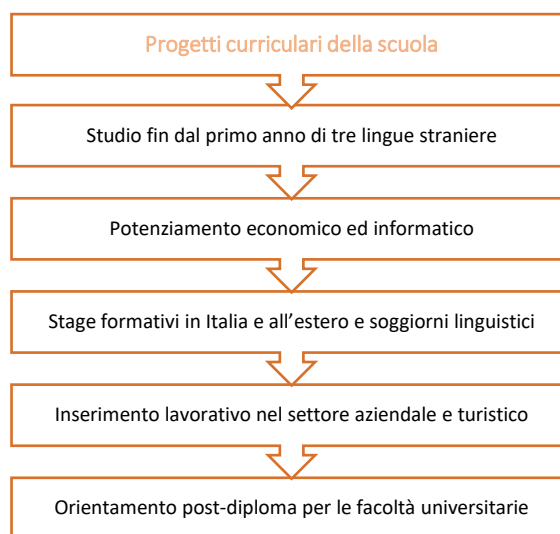 Progetti curriculari della scuola
Studio fin dal primo anno di tre lingue straniere
Potenziamento economico ed informatico
Stage formativi in Italia e all’estero e soggiorni linguistici
Inserimento lavorativo nel settore aziendale e turistico
Orientamento post-diploma per le facoltà universitarie